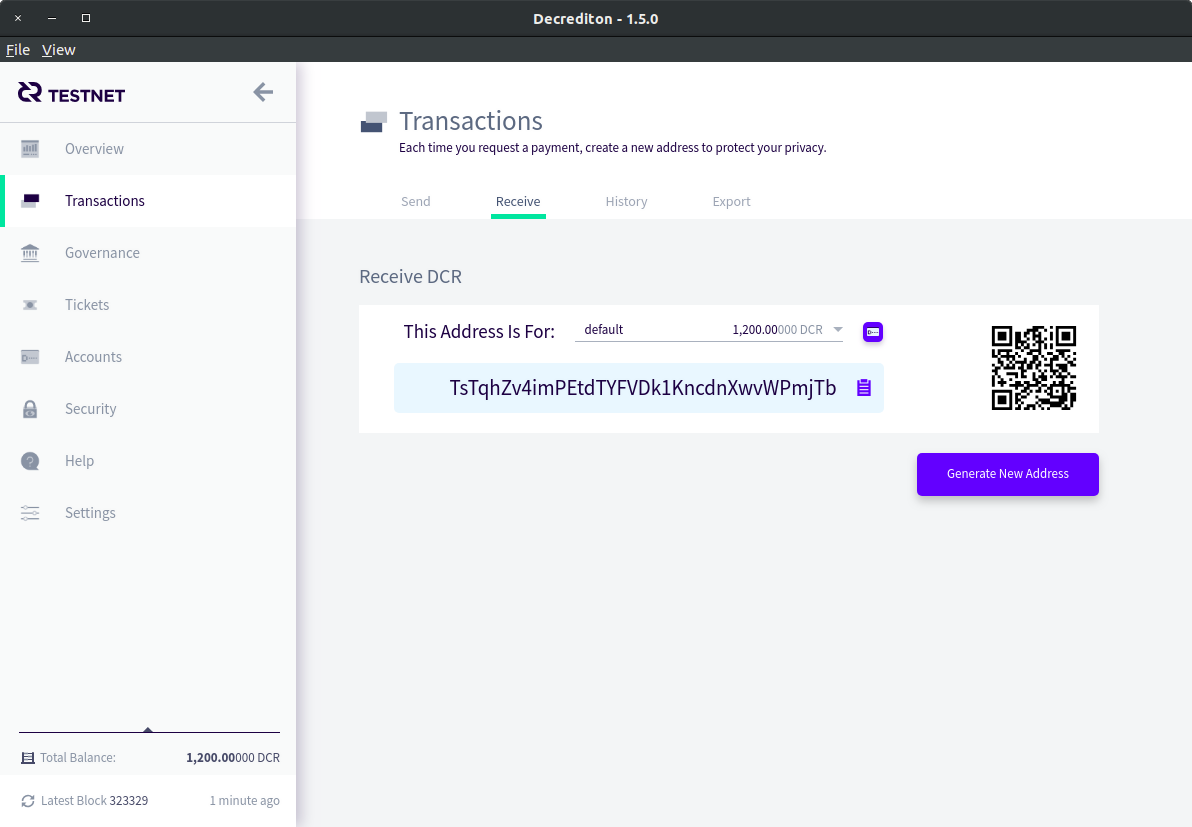 Decrediton - 1.5.0
File View
TESTNET
Overview
Transactions
Governance
Tickets
Accounts
Security
Help
Settings
Total Balance: 1,200.00000 DCR
Latest Block 323329 1 minute ago
Transactions
Each time you request a payment, create a new address to protect your privacy.
Send Receive History Export
Receive DCR
This Address Is For: default 1,200.00000 DCR
TsTqhZv4imPEtdTYFVDk1KncdnXwvWPmjTb
Generate New Address